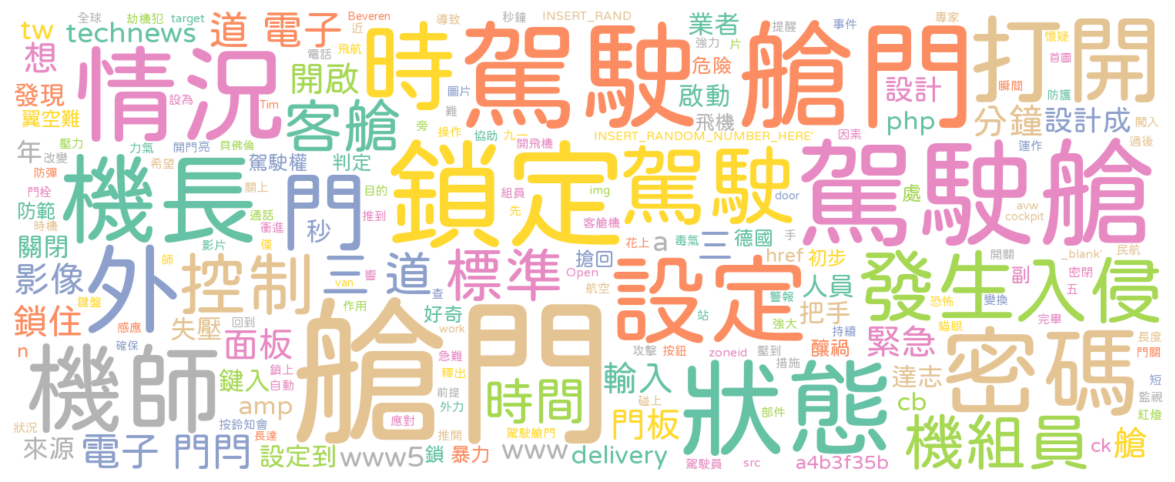 全球 劫機犯 target Beveren 導致 秒鐘 INSERT_RAND 業者 提醒 事件 專家
tw technews 道 電子 時 近 駕駛艙門 打開
飛航 電話 強力 片 懷疑
想 情況 開啟 危險 首圖
發現 設為 Tim 客艙 圖片 啟動 設計 瞬間 防護
翼空難 難 飛機 php 分鐘 設計成 闖入
壓力 力氣 開門亮 貝佛倫 旁 操作 協助 九一 INSERT_RANDOM_NUMBER_HERE' 因素 運作 過後
年 改變 希望 駕駛權 判定 開飛機 駕駛艙
防彈 機長 門 鎖定 駕駛
門栓 關上 目的 組員 img door 處
防範 通話 衝進 秒 推到 先 客艙機 avw cockpit
時機 影片 僅 花上 毒氣 a 三 德國 手
關閉 師 響 查 搶回 href 初步 開關 _blank' 民航
影像 外 控制 三 道 標準 Open 航空 人員 副 發生 入侵 密閉 五
鍵盤 van 作用 設定 警報 恐怖 變換
鎖住 感應 失壓 回到 好奇 站 把手 強大 貓眼 完畢
n 確保 面板 艙門 work 攻擊 按鈕 zoneid 壓到 持續 釀禍 緊急 密碼 長度 門關
機師 鎖上 急難 措施
鍵入 自動 釋出 時間 輸入 狀態 達志 短
amp 前提 外力 碰上 部件 cb 監視
狀況 按鈴知會 應對 門板 機組員 紅燈
來源 電子 門閂 長達 推開 駕駛艙門 www ck 艙
設定到 www5 鎖 暴力 delivery 駕駛員 src a4b3f35b